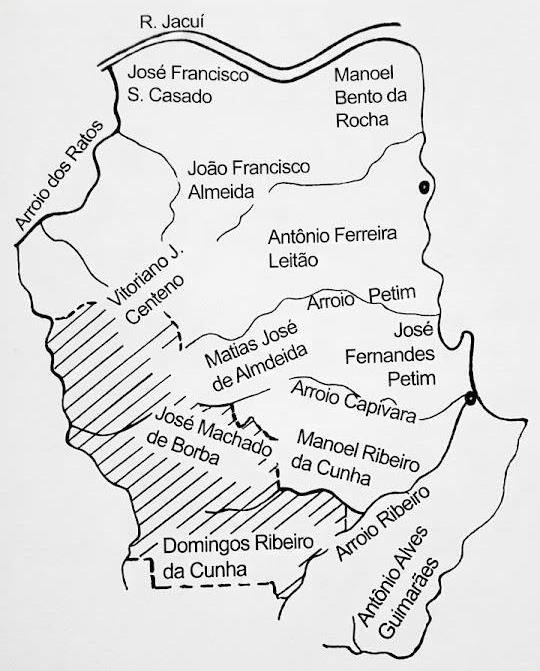 R. Jacuí
José Francisco
S. Casado
Manoel
Bento da
Rocha
Arroio dos Ratos
João Francisco
Almeida
Antônio Ferreira
Leitão
Vitoriano J.
Centeno
Arroio Petim
Matias José
de Almdeida
José
Fernandes
Petim
Arroio Capivara
José Machado
de Borba
Manoel Ribeiro
da Cunha
Arroio Ribeiro
Domingos Ribeiro
da Cunha
Antônio Alves
Guimarães